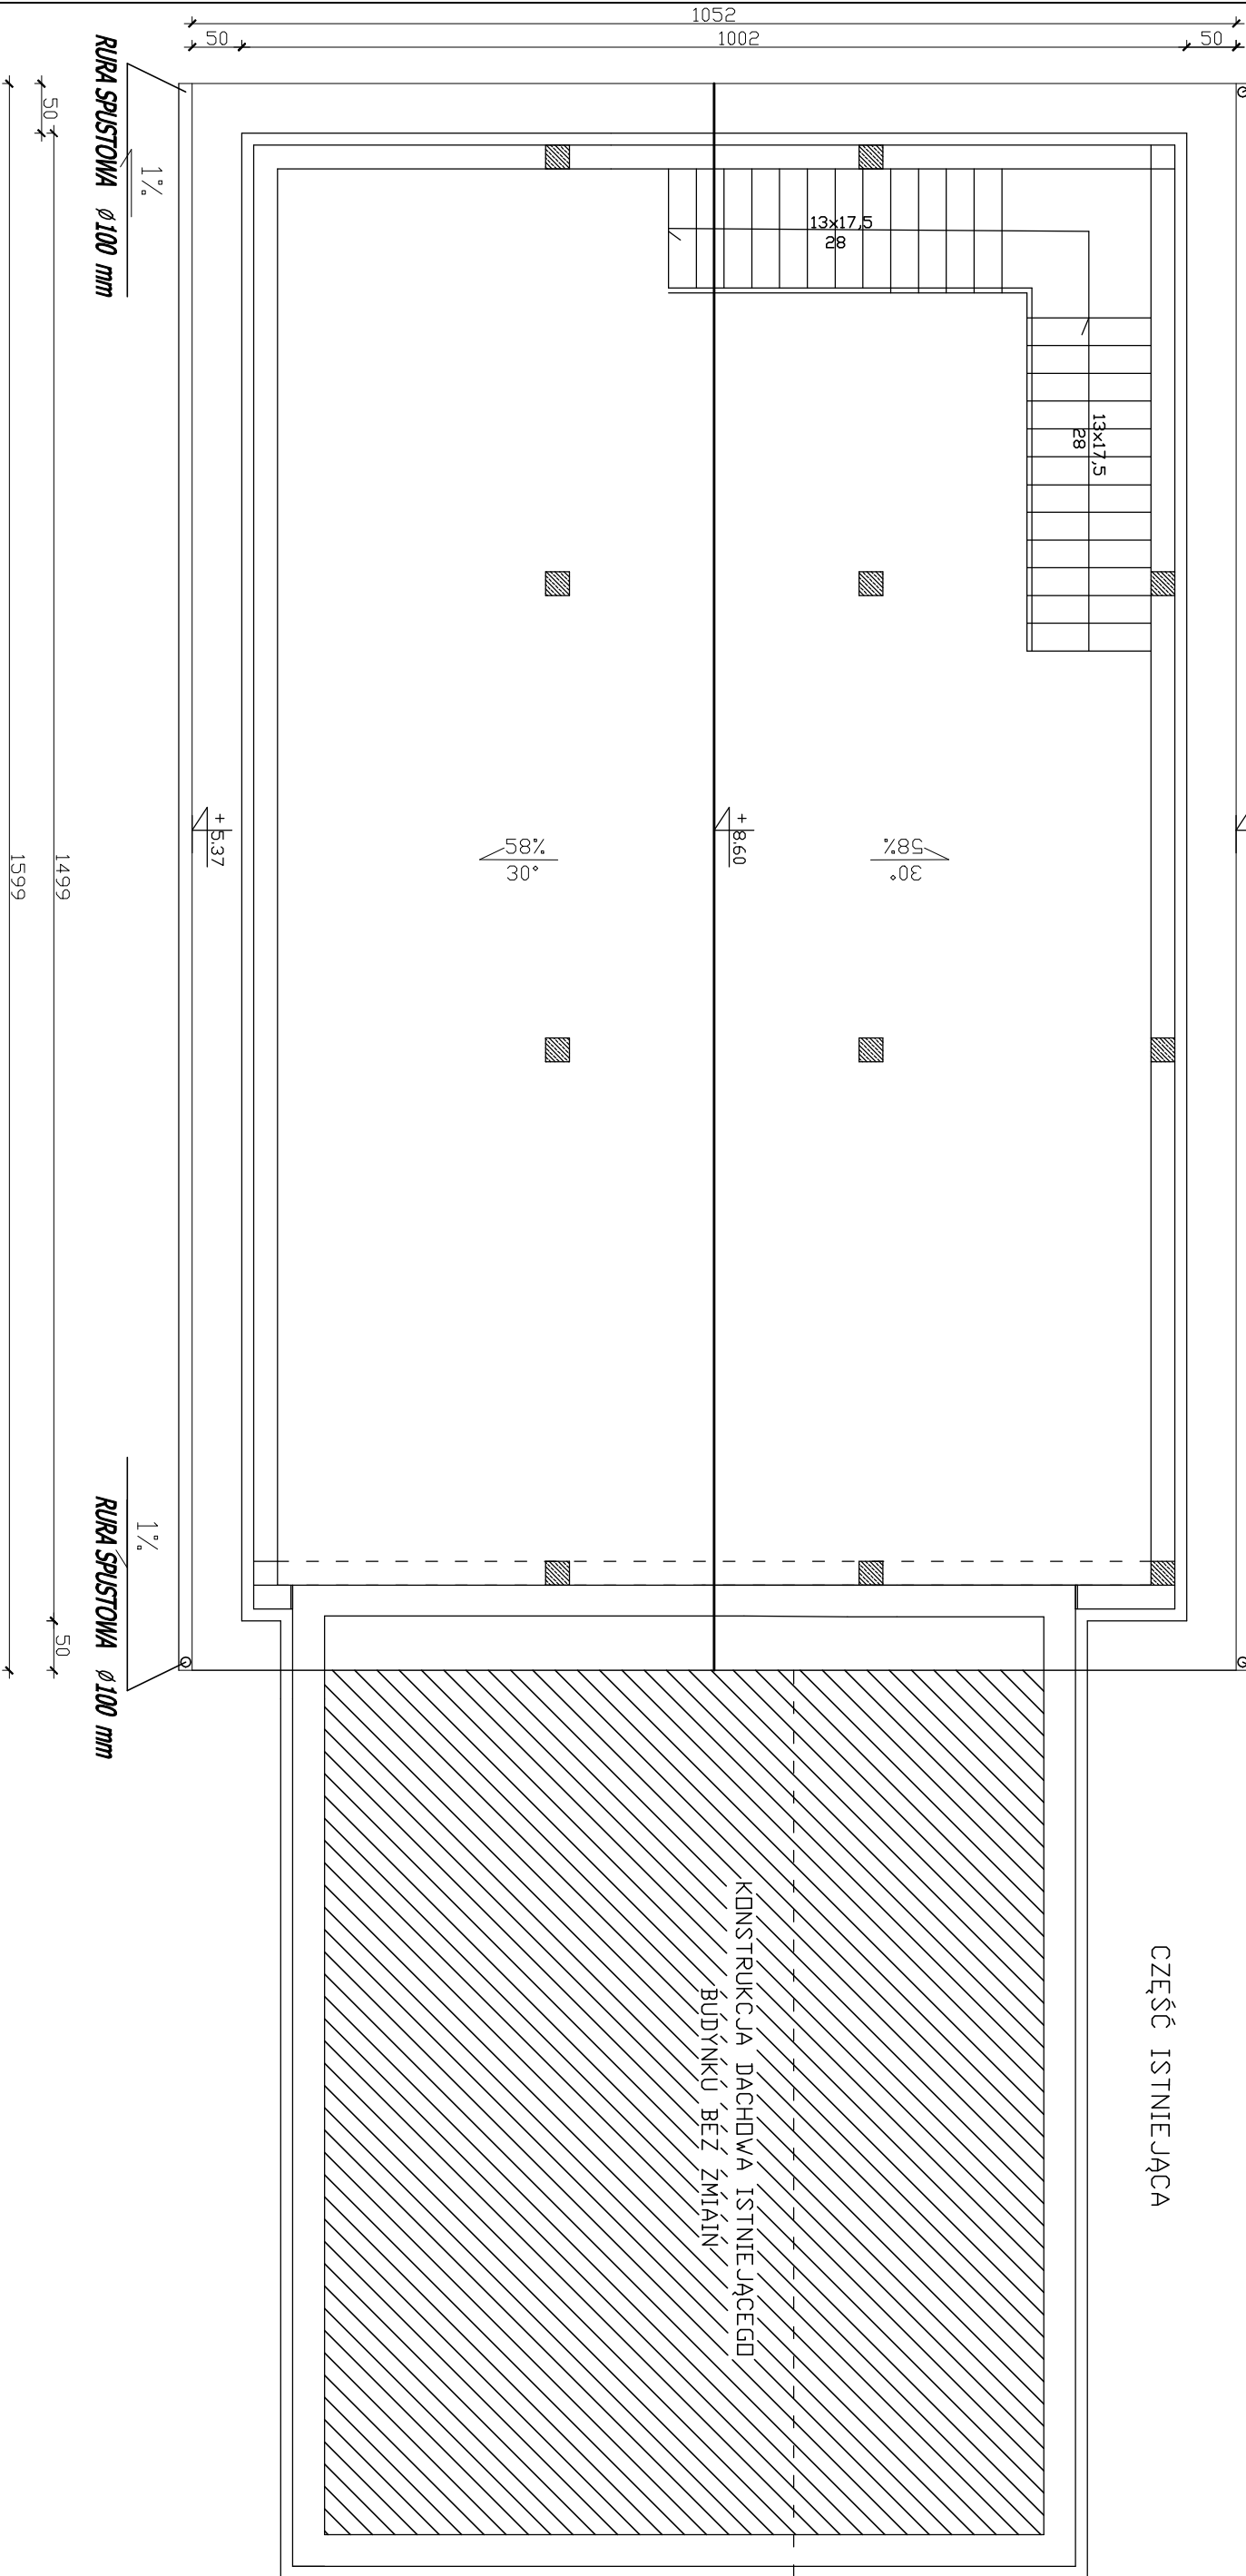 1052
50
1002
50
RURA SPUSTOWA ø100 mm
1%
50
13x17,5
28
13x17,5
28
+5.37
+8.60
58%
30°
58%
30°
1499
1599
50
1%
RURA SPUSTOWA ø100 mm
CZĘŚĆ ISTNIEJĄCA
KONSTRUKCJA DACHOWA ISTNIEJĄCEGO
BUDYNKU BEZ ZMIAIN